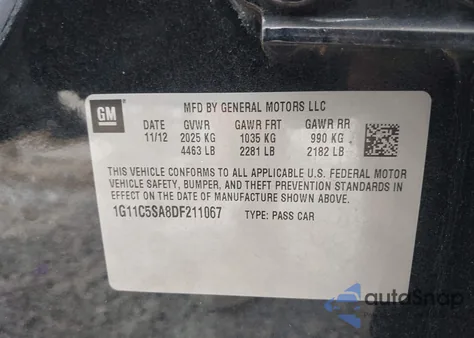 GM
MFD BY GENERAL MOTORS LLC
DATE GVWR GAWR FRT GAWR RR
11/12 2025 KG 1035 KG 990 KG
4463 LB 2281 LB 2182 LB
THIS VEHICLE CONFORMS TO ALL APPLICABLE U.S. FEDERAL MOTOR
VEHICLE SAFETY, BUMPER, AND THEFT PREVENTION STANDARDS
IN EFFECT ON THE DATE OF MANUFACTURE SHOWN ABOVE.
1G11C5SA8DF211067 TYPE: PASS CAR
autoSnap